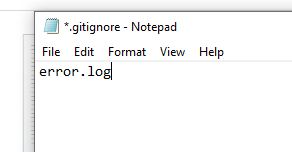 *.gitignore - Notepad
File Edit Format View Help
error.log